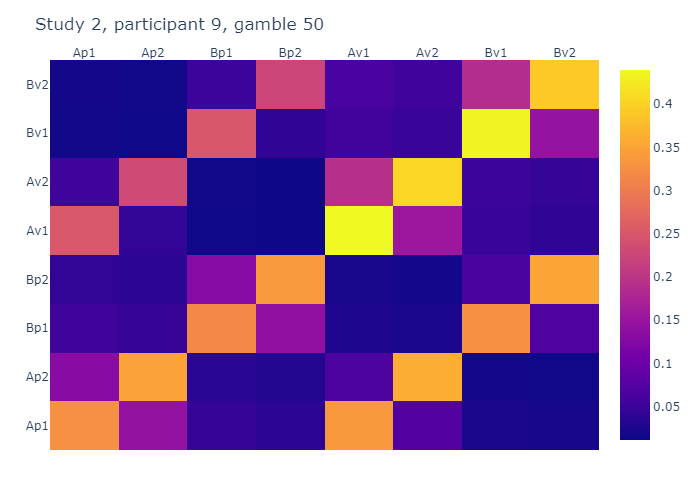 Study 2, participant 9, gamble 50
Ap1 Ap2 Bp1 Bp2 Av1 Av2 Bv1 Bv2
Bv2
Bv1
Av2
Av1
Bp2
Bp1
Ap2
Ap1
0.4
0.35
0.3
0.25
0.2
0.15
0.1
0.05